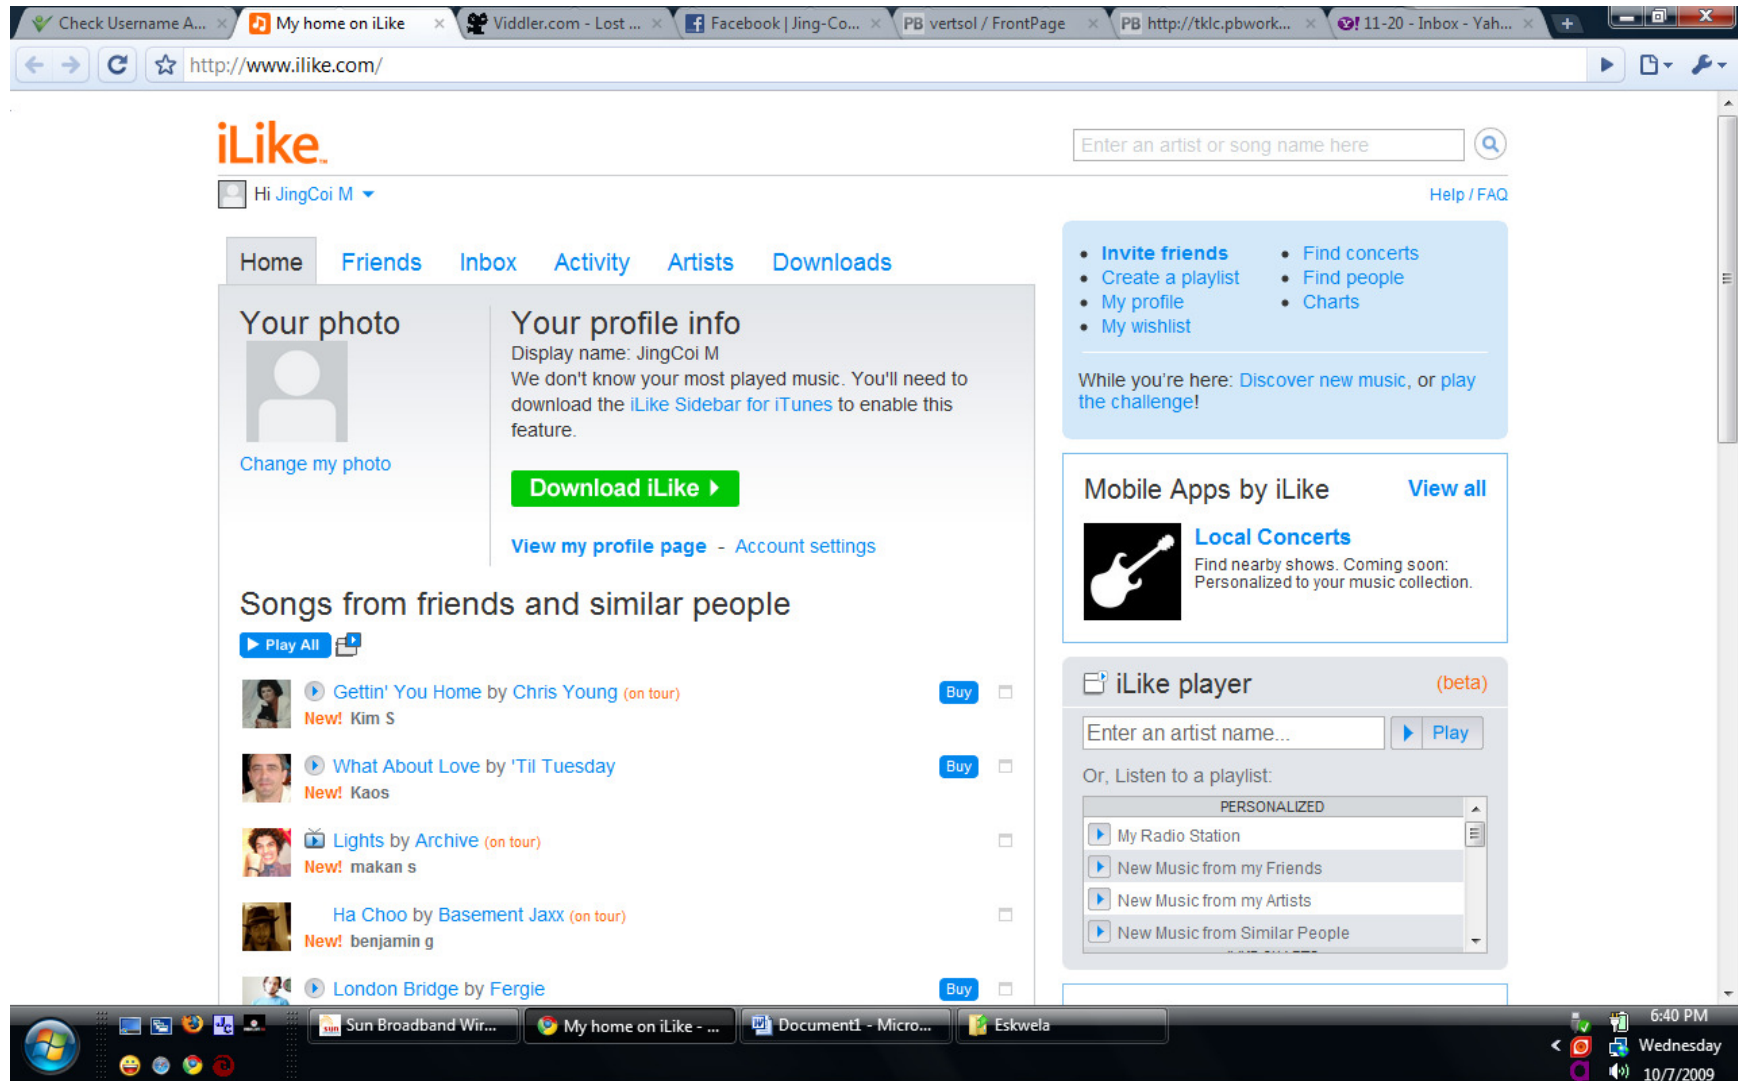 Check Username A...
My home on iLike
Viddler.com - Lost ...
Facebook | Jing-Co...
PB vertsol / FrontPage
PB http://tklc.pbwork...
11-20 - Inbox - Yah...
http://www.ilike.com/
iLike
Enter an artist or song name here
Hi JingCoi M
Help / FAQ
Home Friends Inbox Activity Artists Downloads
Your photo
Change my photo
Your profile info
Display name: JingCoi M
We don't know your most played music. You'll need to
download the iLike Sidebar for iTunes to enable this
feature.
Download iLike
View my profile page - Account settings
Songs from friends and similar people
Play All
Gettin' You Home by Chris Young (on tour)
Buy
New! Kim S
What About Love by 'Til Tuesday
Buy
New! Kaos
Lights by Archive (on tour)
New! makan s
Ha Choo by Basement Jaxx (on tour)
New! benjamin g
London Bridge by Fergie
Buy
• Invite friends
• Create a playlist
• My profile
• My wishlist
• Find concerts
• Find people
• Charts
While you're here: Discover new music, or play
the challenge!
Mobile Apps by iLike
View all
Local Concerts
Find nearby shows. Coming soon:
Personalized to your music collection.
iLike player
(beta)
Enter an artist name...
Play
Or, Listen to a playlist:
PERSONALIZED
My Radio Station
New Music from my Friends
New Music from my Artists
New Music from Similar People
Sun Broadband Wir...
My home on iLike - ...
Document1 - Micro...
Eskwela
6:40 PM
Wednesday
10/7/2009